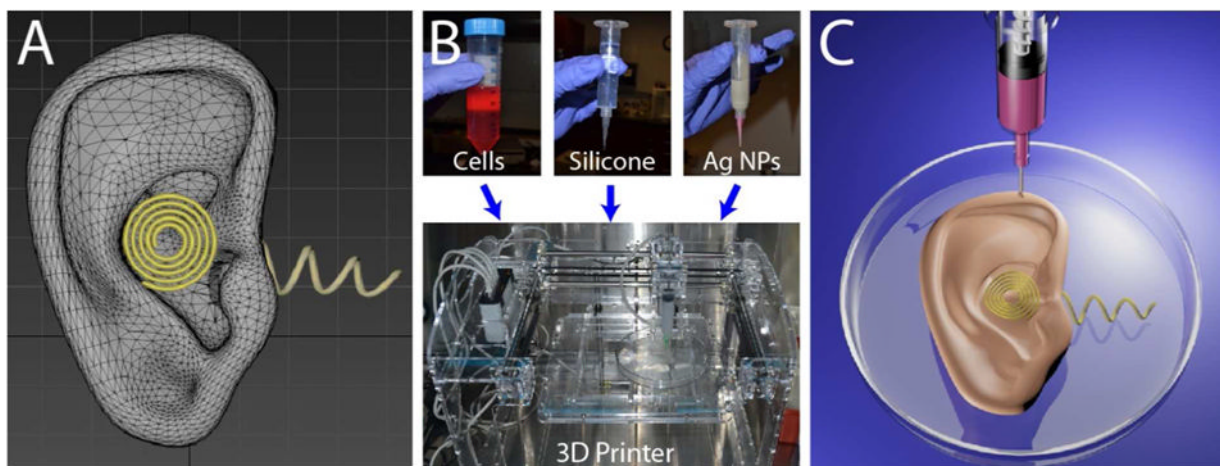 A
B
C
Cells
Silicone
Ag NPs
3D Printer